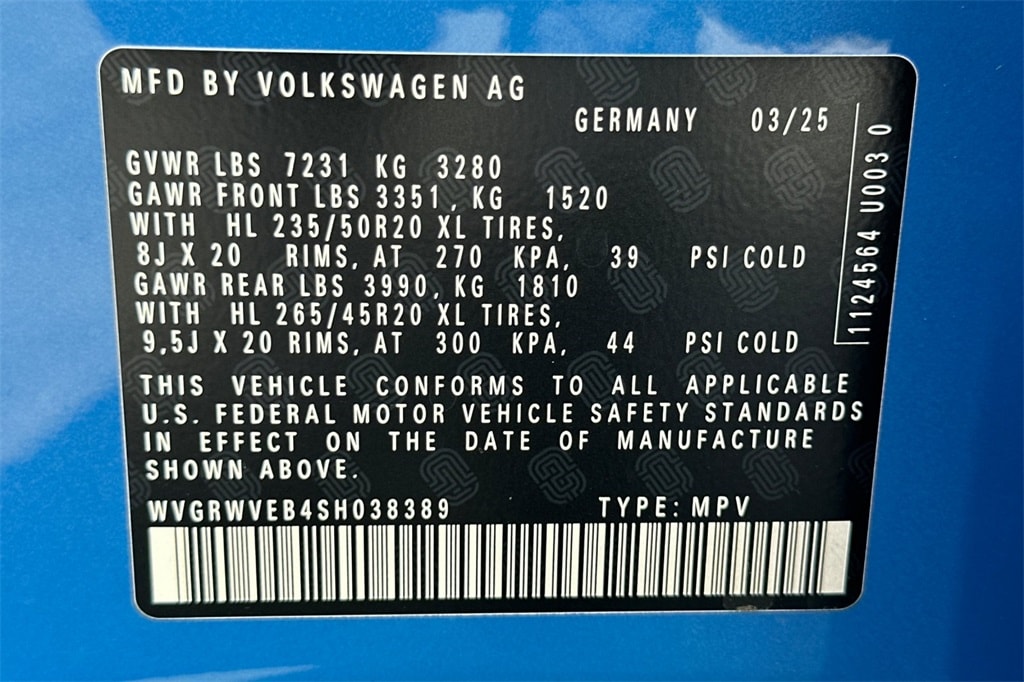 MFD BY VOLKSWAGEN AG
GERMANY 03/25
GVWR LBS 7231 KG 3280
GAWR FRONT LBS 3351, KG 1520
WITH HL 235/50R20 XL TIRES,
8J X 20 RIMS, AT 270 KPA, 39 PSI COLD
GAWR REAR LBS 3990, KG 1810
WITH HL 265/45R20 XL TIRES,
9,5J X 20 RIMS, AT 300 KPA, 44 PSI COLD
THIS VEHICLE CONFORMS TO ALL APPLICABLE
U.S. FEDERAL MOTOR VEHICLE SAFETY STANDARDS
IN EFFECT ON THE DATE OF MANUFACTURE
SHOWN ABOVE.
WVGRWVEB4SH038389 TYPE: MPV
1124564 U003 0